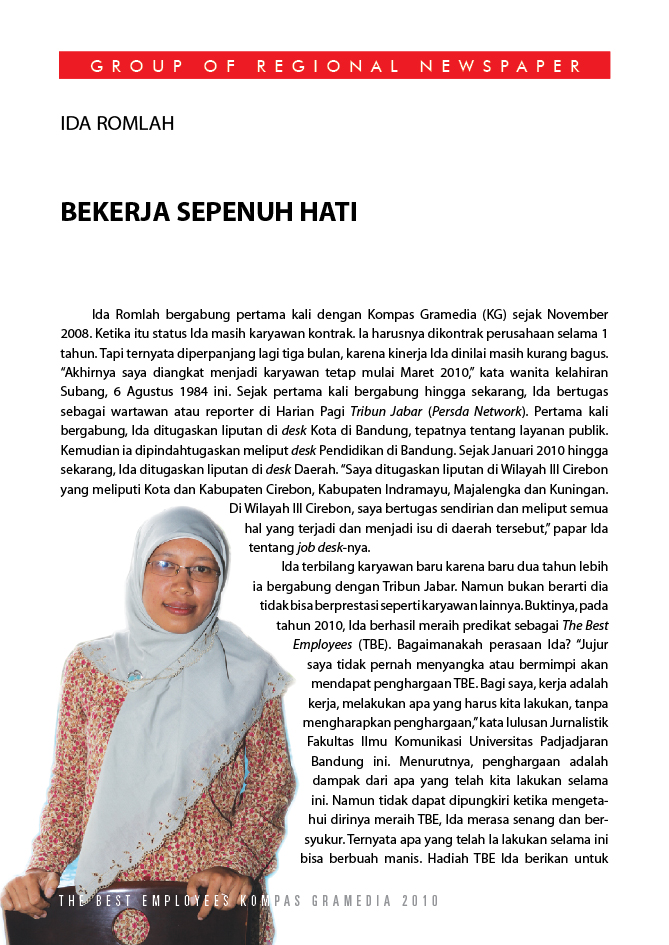 GROUP OF REGIONAL NEWSPAPER
IDA ROMLAH
BEKERJA SEPENUH HATI
Ida Romlah bergabung pertama kali dengan Kompas Gramedia (KG) sejak November
2008. Ketika itu status Ida masih karyawan kontrak. Ia harusnya dikontrak perusahaan selama 1
tahun. Tapi ternyata diperpanjang lagi tiga bulan, karena kinerja Ida dinilai masih kurang bagus.
“Akhirnya saya diangkat menjadi karyawan tetap mulai Maret 2010,” kata wanita kelahiran
Subang, 6 Agustus 1984 ini. Sejak pertama kali bergabung hingga sekarang, Ida bertugas
sebagai wartawan atau reporter di Harian Pagi Tribun Jabar (Persda Network). Pertama kali
bergabung, Ida ditugaskan liputan di desk Kota di Bandung, tepatnya tentang layanan publik.
Kemudian ia dipindahtugaskan meliput desk Pendidikan di Bandung. Sejak Januari 2010 hingga
sekarang, Ida ditugaskan liputan di desk Daerah. “Saya ditugaskan liputan di Wilayah III Cirebon
yang meliputi Kota dan Kabupaten Cirebon, Kabupaten Indramayu, Majalengka dan Kuningan.
Di Wilayah III Cirebon, saya bertugas sendirian dan meliput semua
hal yang terjadi dan menjadi isu di daerah tersebut,” papar Ida
tentang job desk-nya.
Ida terbilang karyawan baru karena baru dua tahun lebih
ia bergabung dengan Tribun Jabar. Namun bukan berarti dia
tidak bisa berprestasi seperti karyawan lainnya. Buktinya, pada
tahun 2010, Ida berhasil meraih predikat sebagai The Best
Employees (TBE). Bagaimanakah perasaan Ida? “Jujur
saya tidak pernah menyangka atau bermimpi akan
mendapat penghargaan TBE. Bagi saya, kerja adalah
kerja, melakukan apa yang harus kita lakukan, tanpa
mengharapkan penghargaan,” kata lulusan Jurnalistik
Fakultas Ilmu Komunikasi Universitas Padjadjaran
Bandung ini. Menurutnya, penghargaan adalah
dampak dari apa yang telah kita lakukan selama
ini. Namun tidak dapat dipungkiri ketika mengeta-
hui dirinya meraih TBE, Ida merasa senang dan ber-
syukur. Ternyata apa yang telah Ia lakukan selama ini
bisa berbuah manis. Hadiah TBE Ida berikan untuk
THE BEST EMPLOYEES KOMPAS GRAMEDIA 2010